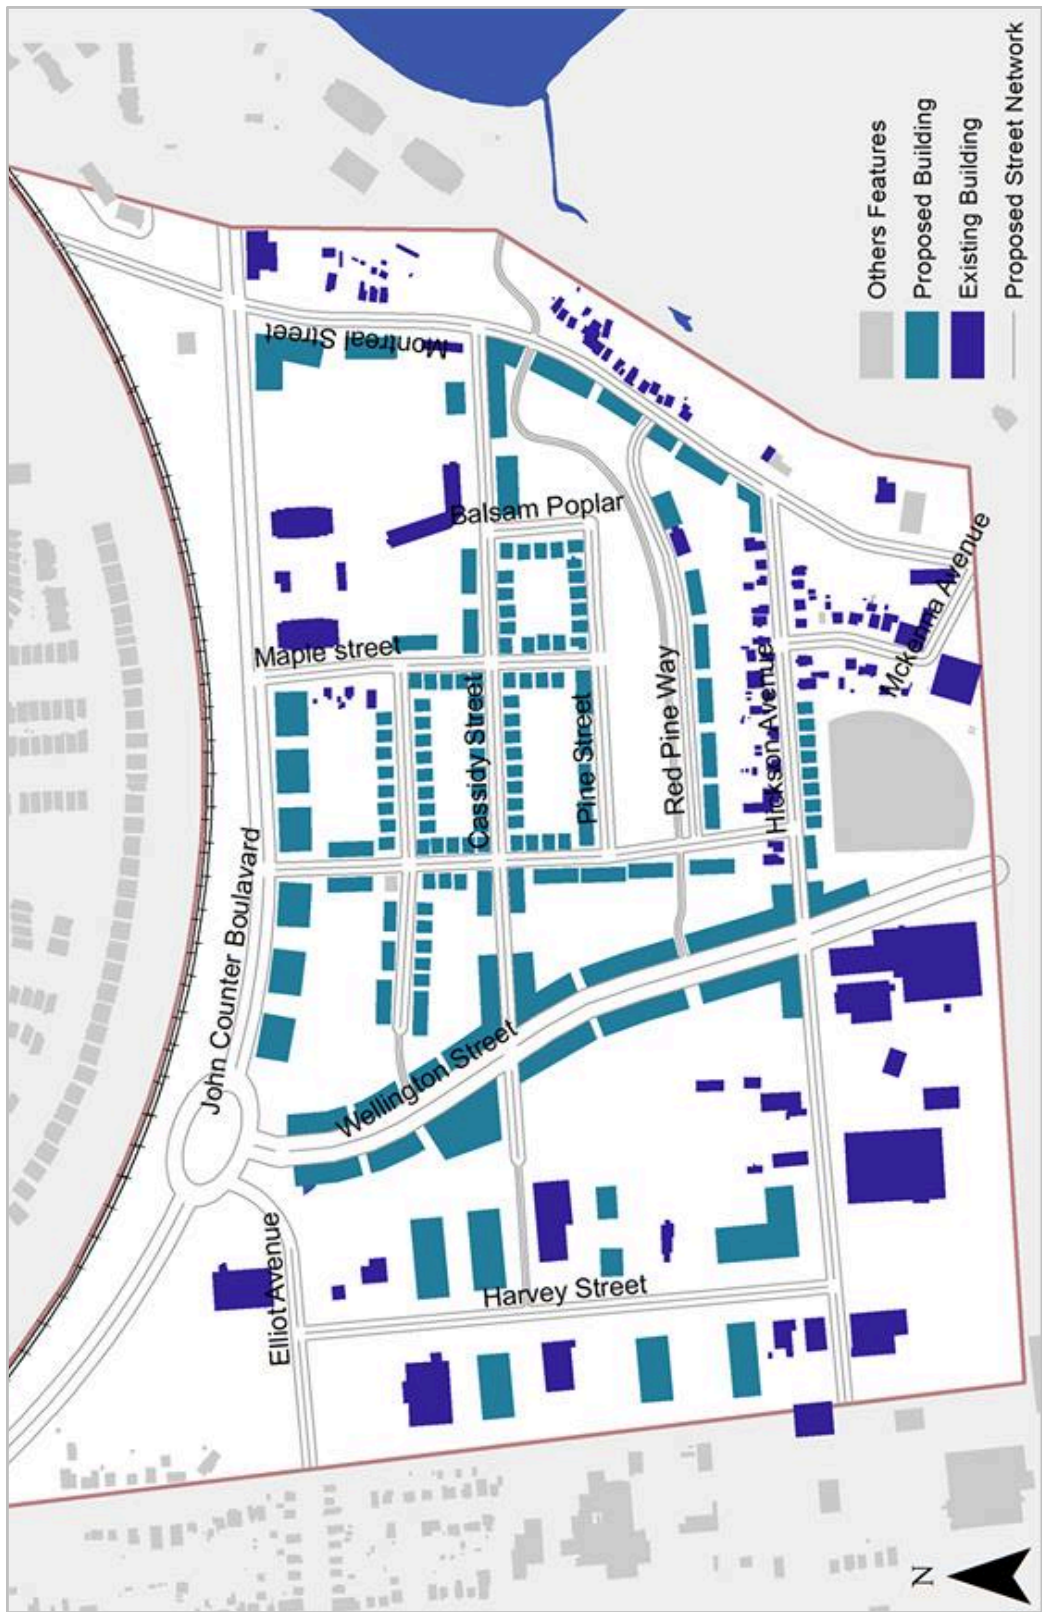 Others Features
Proposed Building
Existing Building
Proposed Street Network
Montreal Street
Balsam Poplar
Maple street
Cassidy Street
Pine Street
Red Pine Way
Hickson Avenue
Mckenna Avenue
John Counter Boulavard
Wellington Street
Elliot Avenue
Harvey Street
N